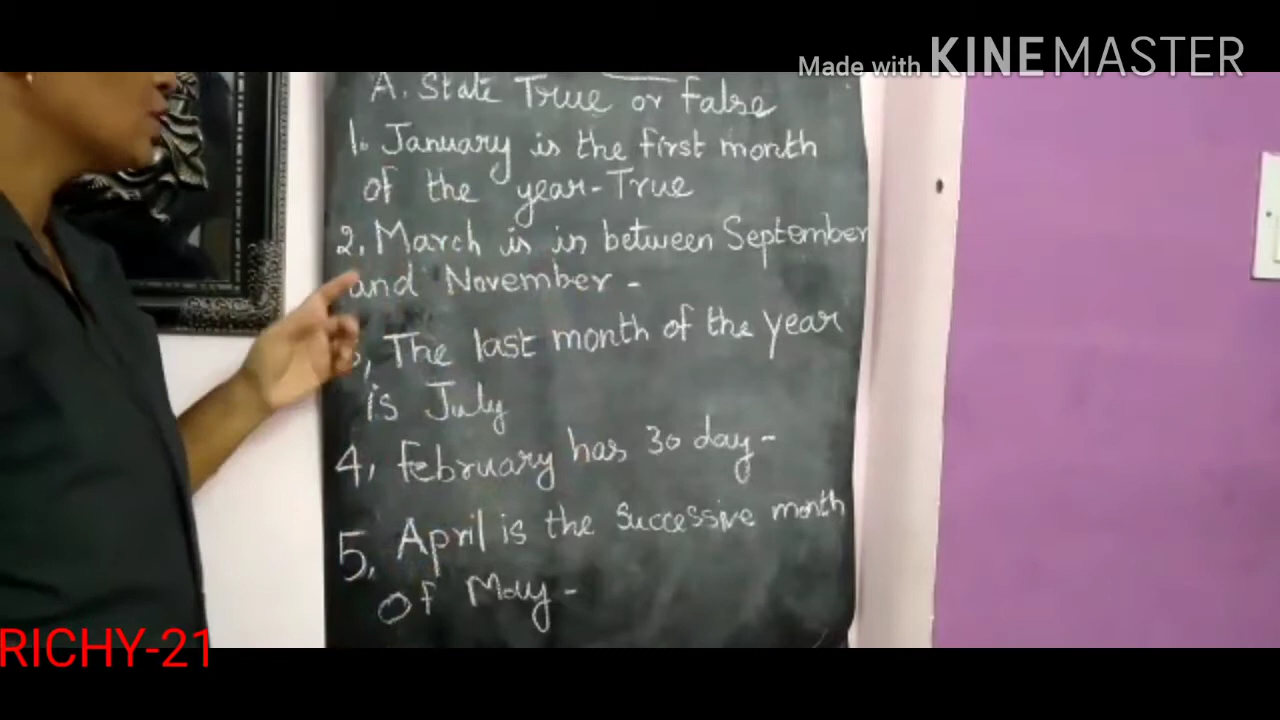 Made with KINEMASTER
A. State True or false
1. January is the first month
of the year - True
2. March is in between September
and November -
, The last month of the year
is July
4, february has 30 day -
5, April is the successive month
of May -
RICHY-21